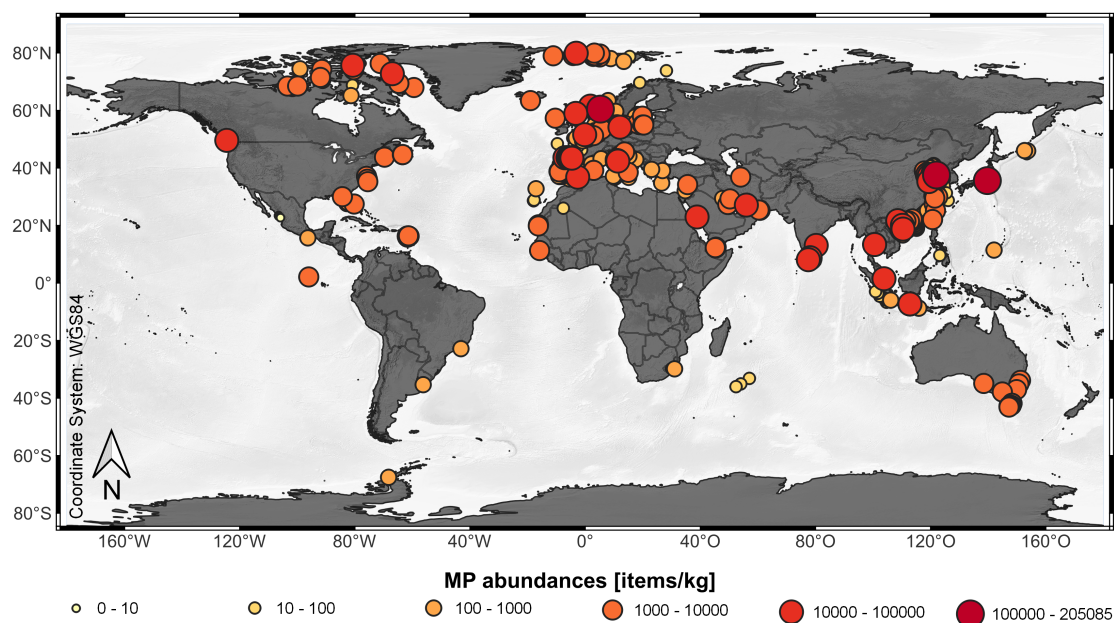 80°N
60°N
40°N
20°N
0°
20°S
40°S
60°S
80°S
Coordinate System: WGS84
N
160°W 120°W 80°W 40°W 0° 40°O 80°O 120°O 160°O
MP abundances [items/kg]
0 - 10 10 - 100 100 - 1000 1000 - 10000 10000 - 100000 100000 - 205085